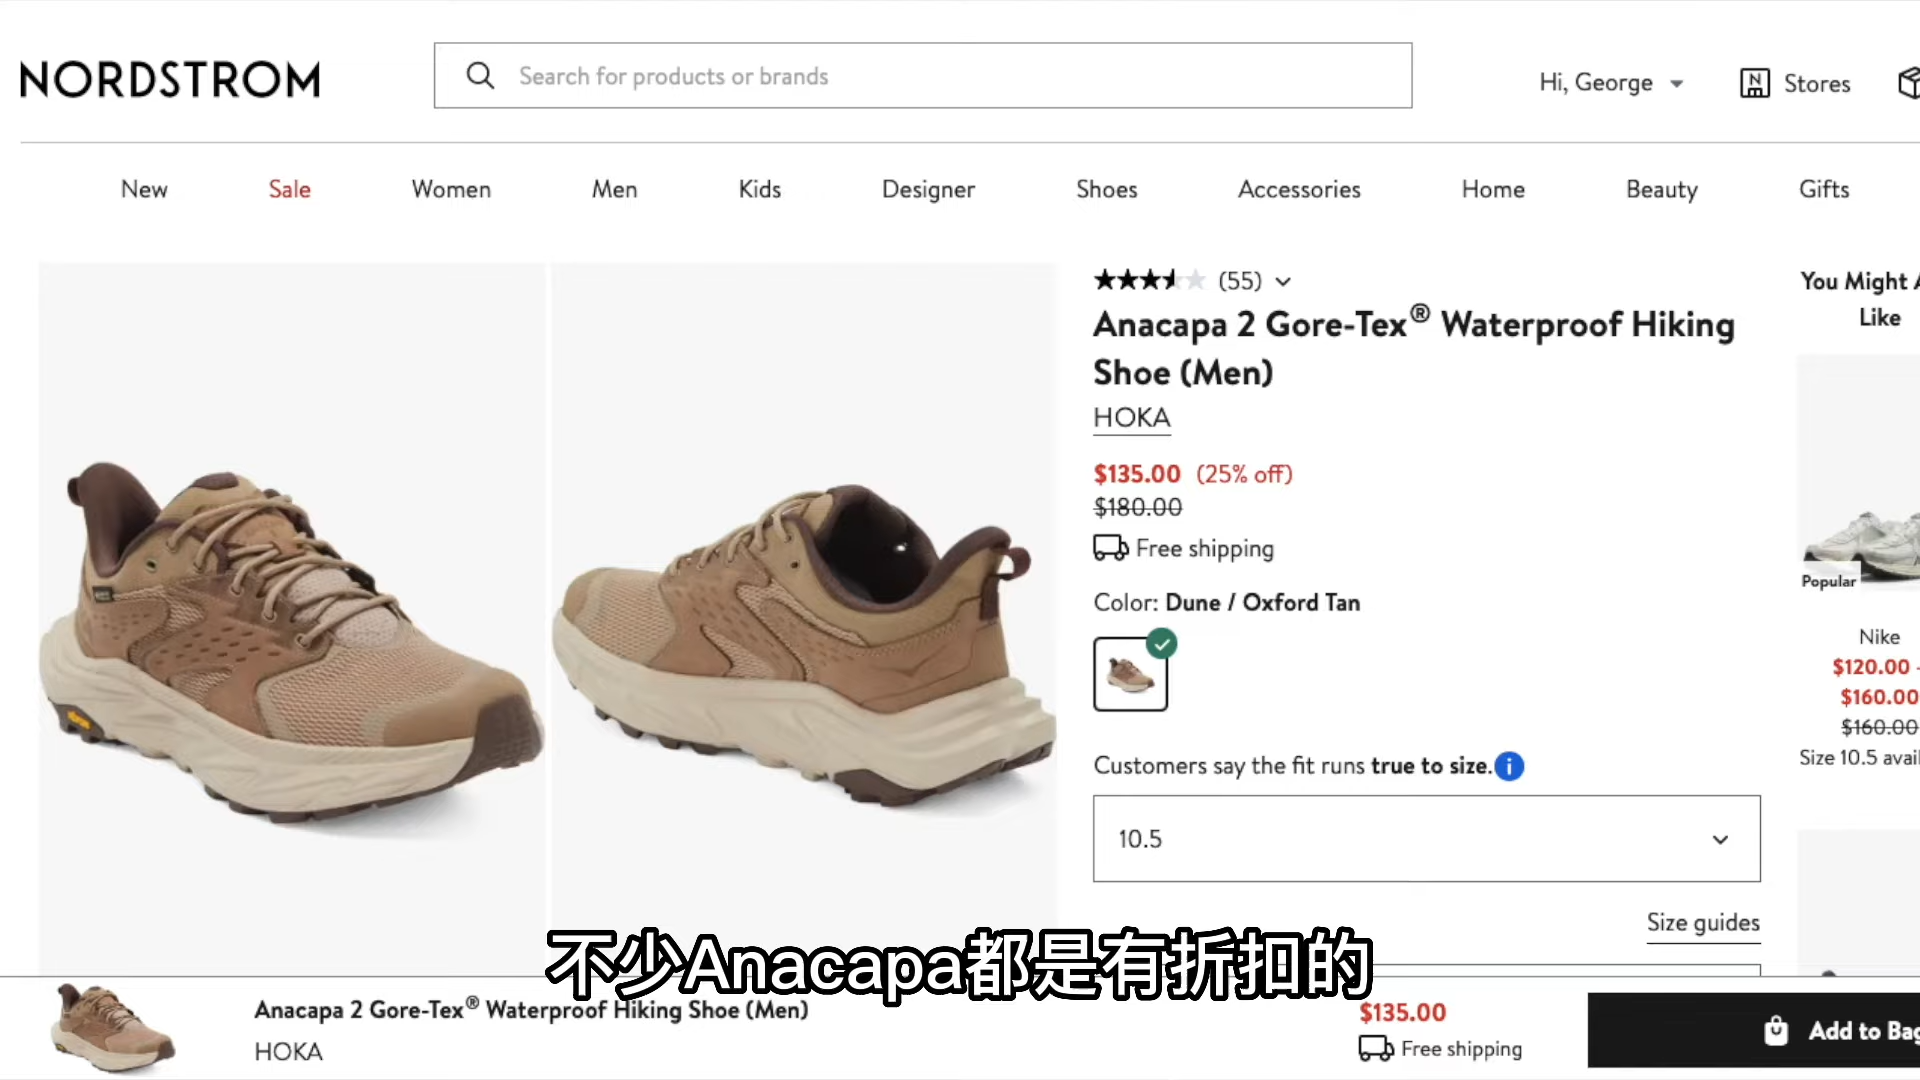 NORDSTROM
Search for products or brands
Hi, George
Stores
New
Sale
Women
Men
Kids
Designer
Shoes
Accessories
Home
Beauty
Gifts
(55)
Anacapa 2 Gore-Tex® Waterproof Hiking
Shoe (Men)
HOKA
$135.00 (25% off)
$180.00
Free shipping
Color: Dune / Oxford Tan
Customers say the fit runs true to size.
10.5
Size guides
You Might
Like
Popular
Nike
$120.00 -
$160.00
$160.00
Size 10.5
不少Anacapa都是有折扣的
Anacapa 2 Gore-Tex® Waterproof Hiking Shoe (Men)
HOKA
$135.00
Free shipping
Add to Bag